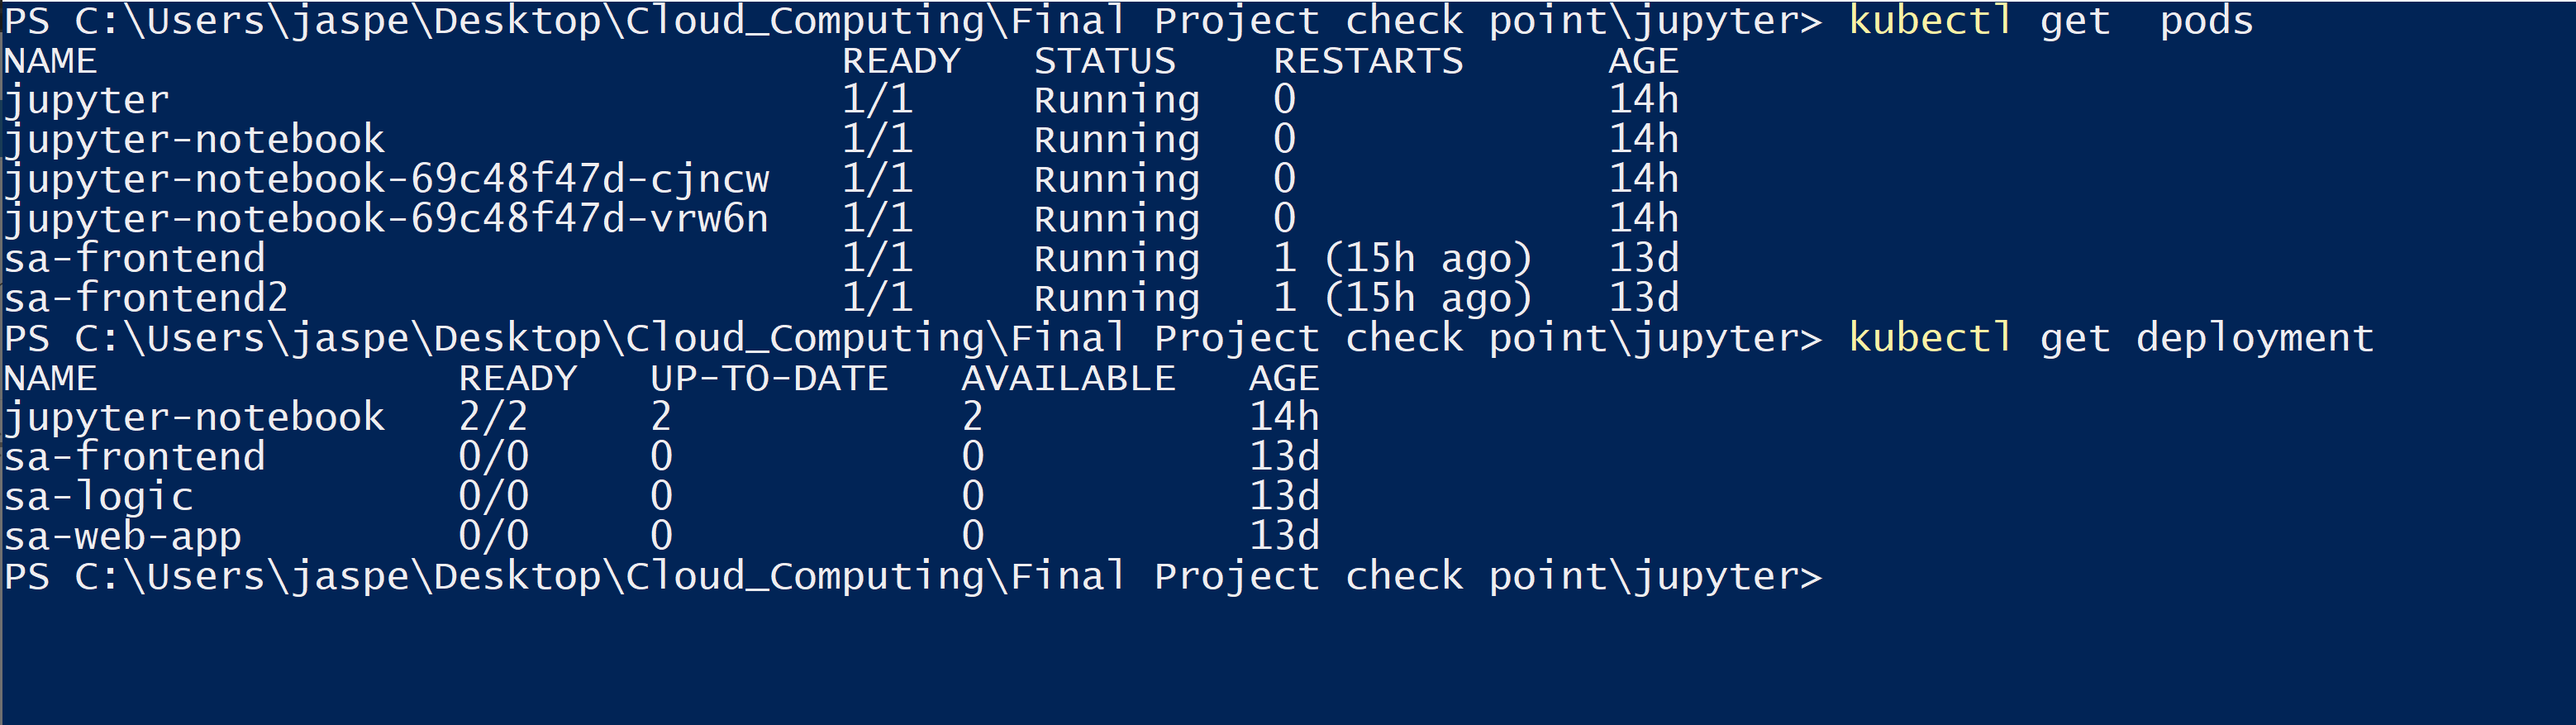 PS C:\Users\jaspe\Desktop\Cloud_Computing\Final Project check point\jupyter> kubectl get  pods
NAME                               READY   STATUS    RESTARTS      AGE
jupyter                            1/1     Running   0             14h
jupyter-notebook                   1/1     Running   0             14h
jupyter-notebook-69c48f47d-cjncw   1/1     Running   0             14h
jupyter-notebook-69c48f47d-vrw6n   1/1     Running   0             14h
sa-frontend                        1/1     Running   1 (15h ago)   13d
sa-frontend2                       1/1     Running   1 (15h ago)   13d
PS C:\Users\jaspe\Desktop\Cloud_Computing\Final Project check point\jupyter> kubectl get deployment
NAME               READY   UP-TO-DATE   AVAILABLE   AGE
jupyter-notebook   2/2     2            2           14h
sa-frontend        0/0     0            0           13d
sa-logic           0/0     0            0           13d
sa-web-app         0/0     0            0           13d
PS C:\Users\jaspe\Desktop\Cloud_Computing\Final Project check point\jupyter>